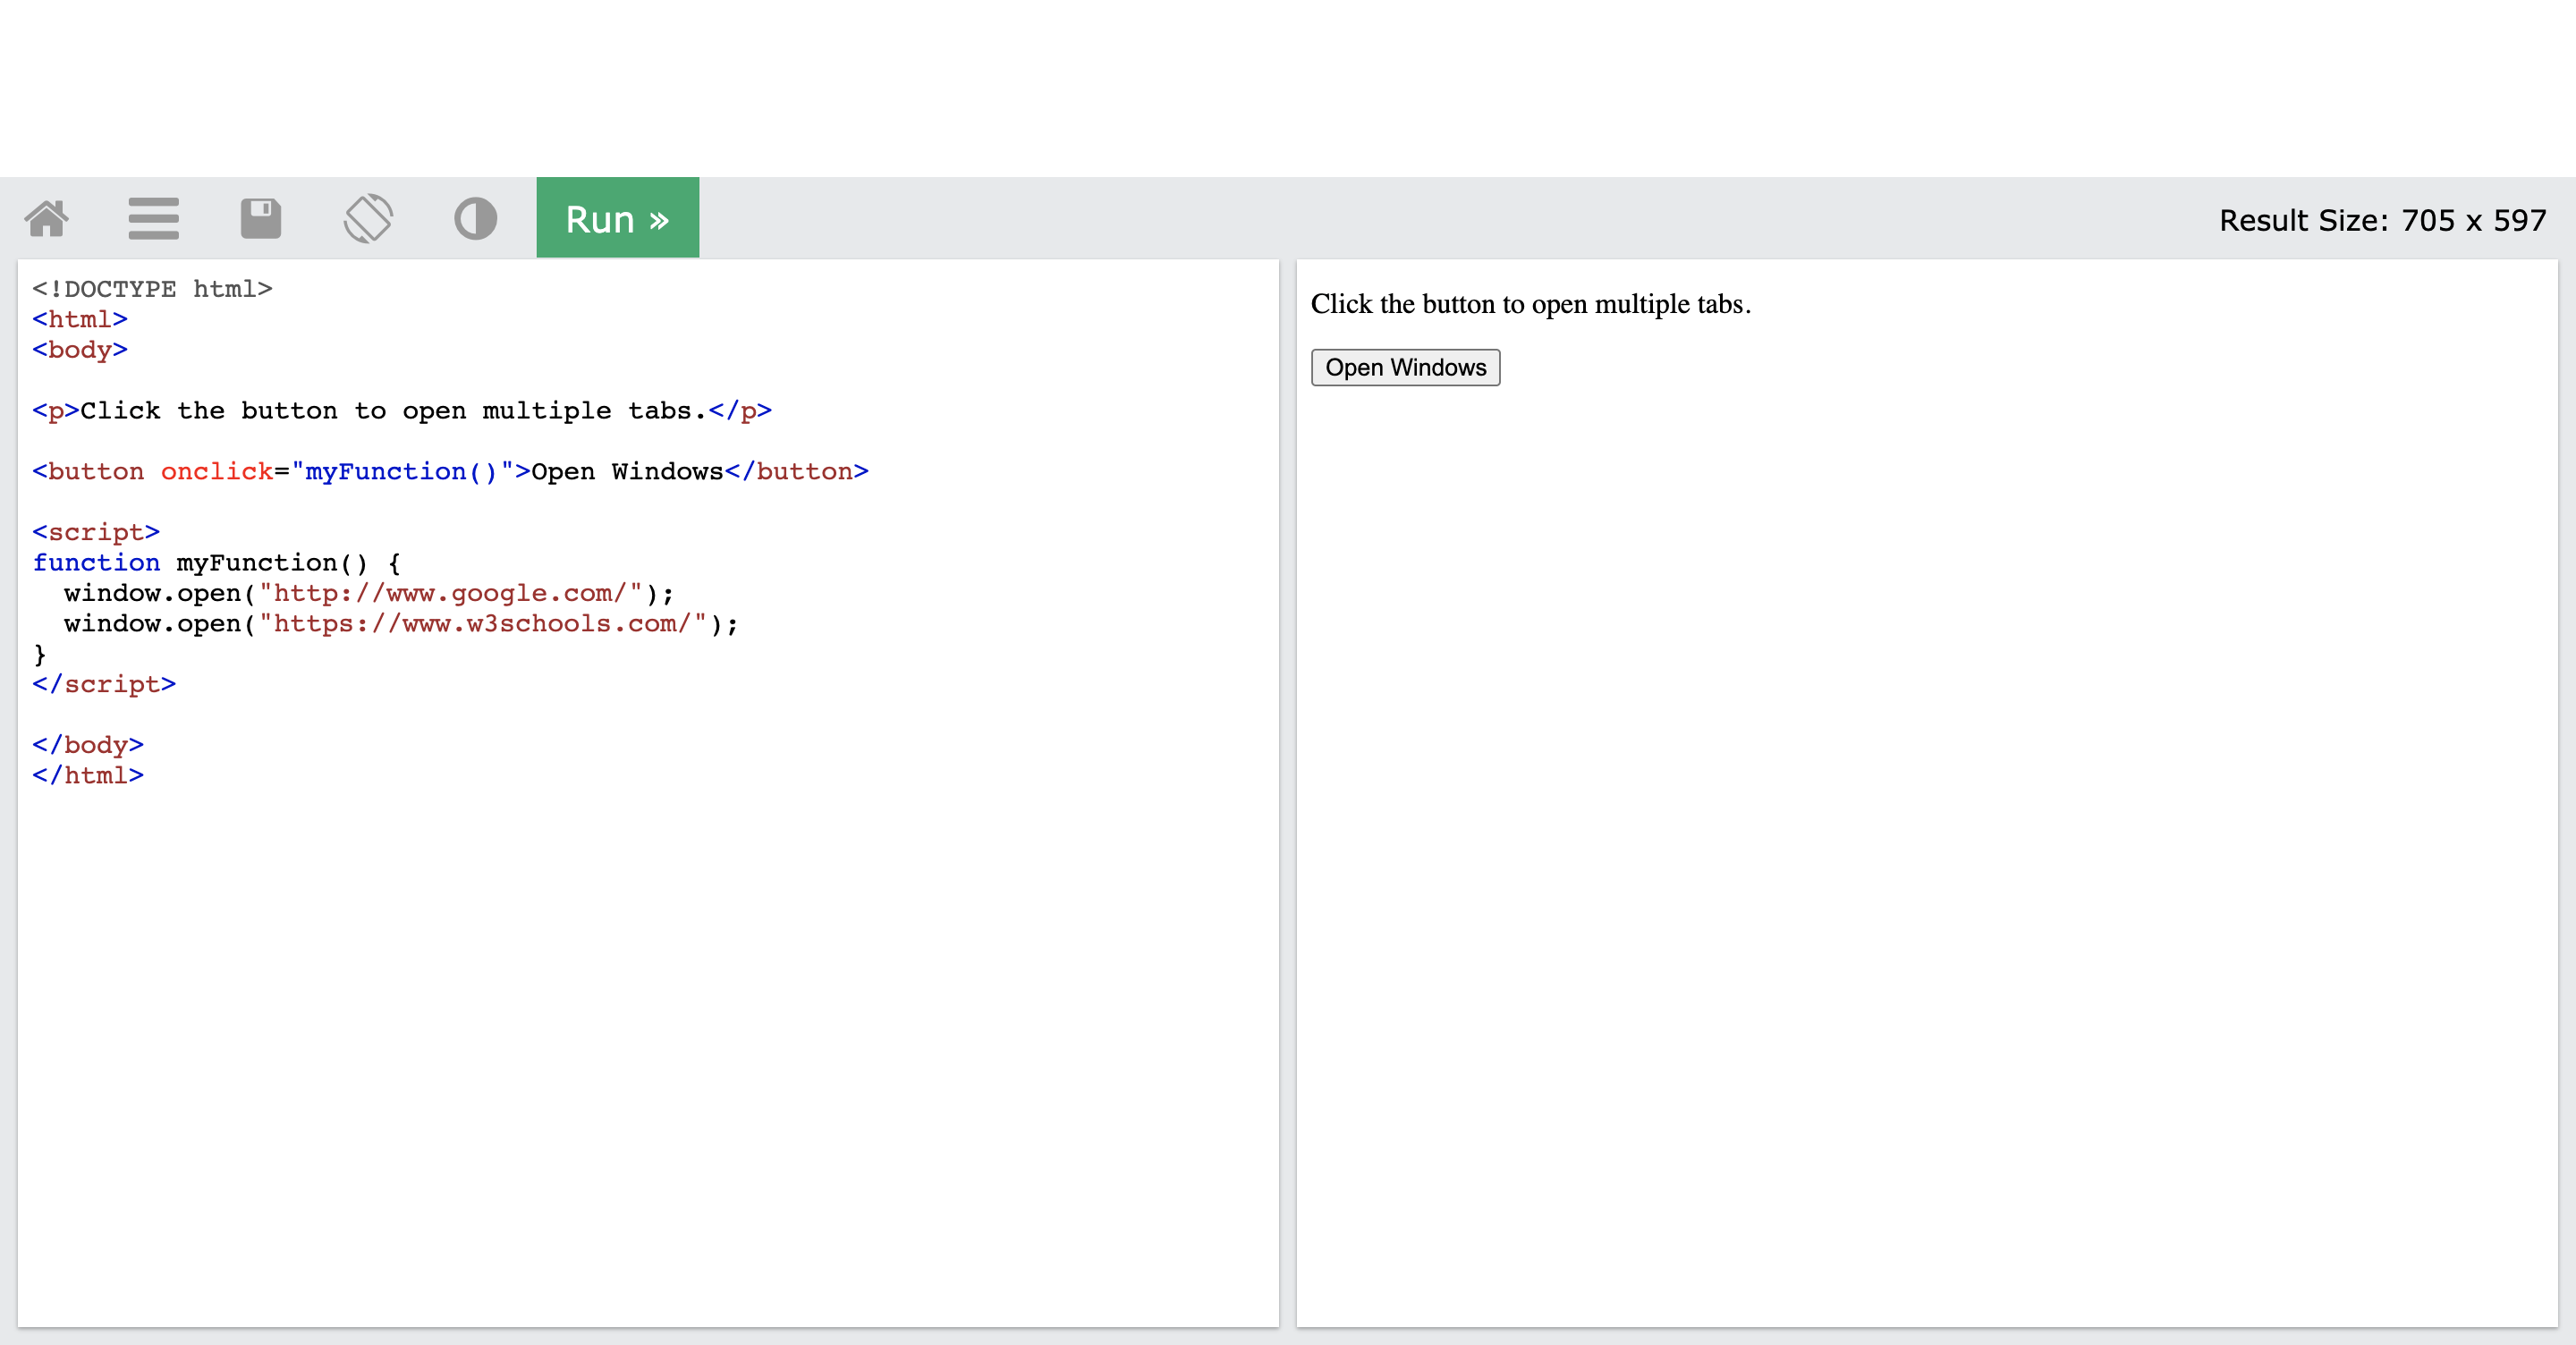 Run »
Result Size: 705 x 597
<!DOCTYPE html>
<html>
<body>
<p>Click the button to open multiple tabs.</p>
<button onclick="myFunction()">Open Windows</button>
<script>
function myFunction() {
  window.open("http://www.google.com/");
  window.open("https://www.w3schools.com/");
}
</script>
</body>
</html>
Click the button to open multiple tabs.
Open Windows